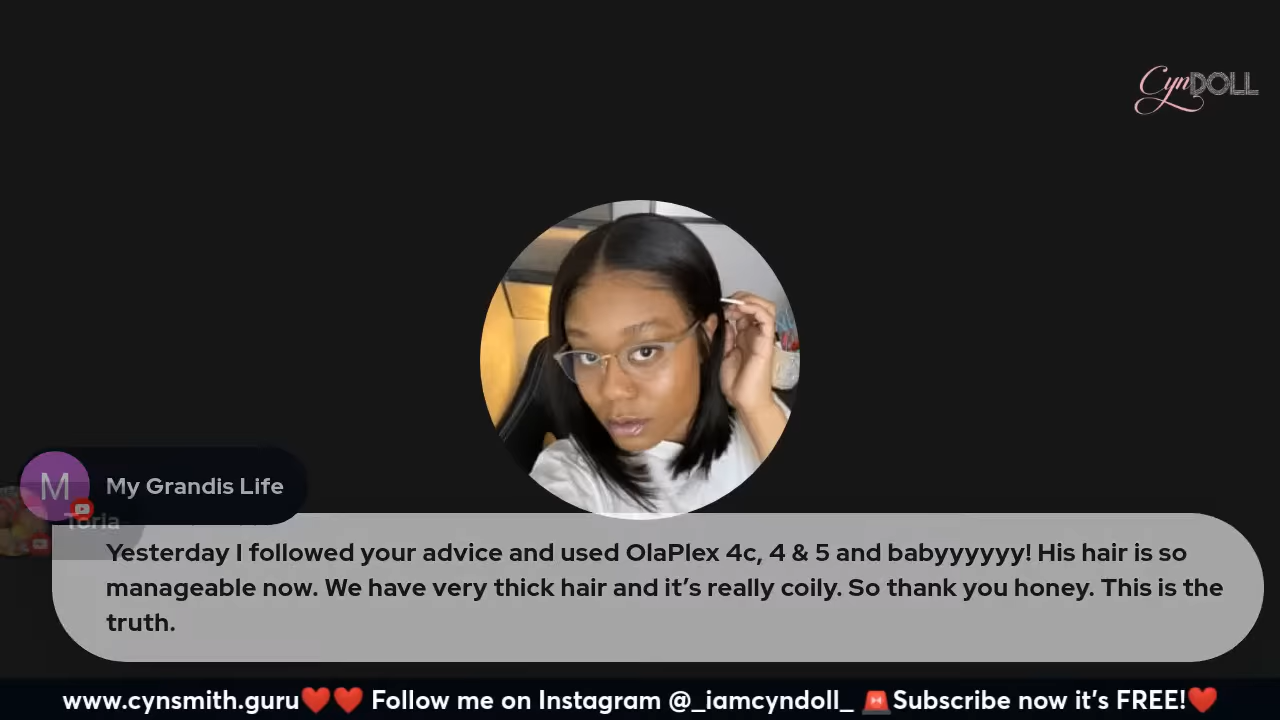 CynDOLL
M
My Grandis Life
Toria
Yesterday I followed your advice and used OlaPlex 4c, 4 & 5 and babyyyyyy! His hair is so
manageable now. We have very thick hair and it’s really coily. So thank you honey. This is the
truth.
www.cynsmith.guru❤️❤️ Follow me on Instagram @_iamcyndoll_ 🚨Subscribe now it's FREE!❤️